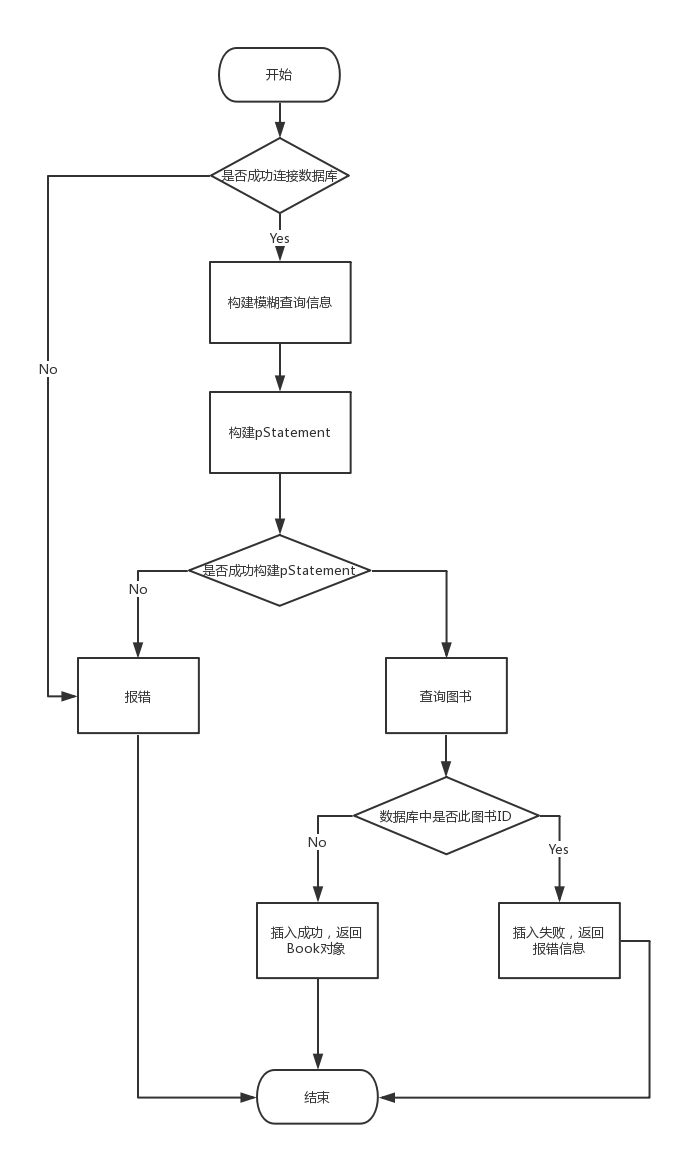 开始
是否成功连接数据库
Yes
构建模糊查询信息
No
构建pStatement
是否成功构建pStatement
No
报错
查询图书
数据库中是否此图书ID
No
Yes
插入成功，返回
Book对象
插入失败，返回
报错信息
结束